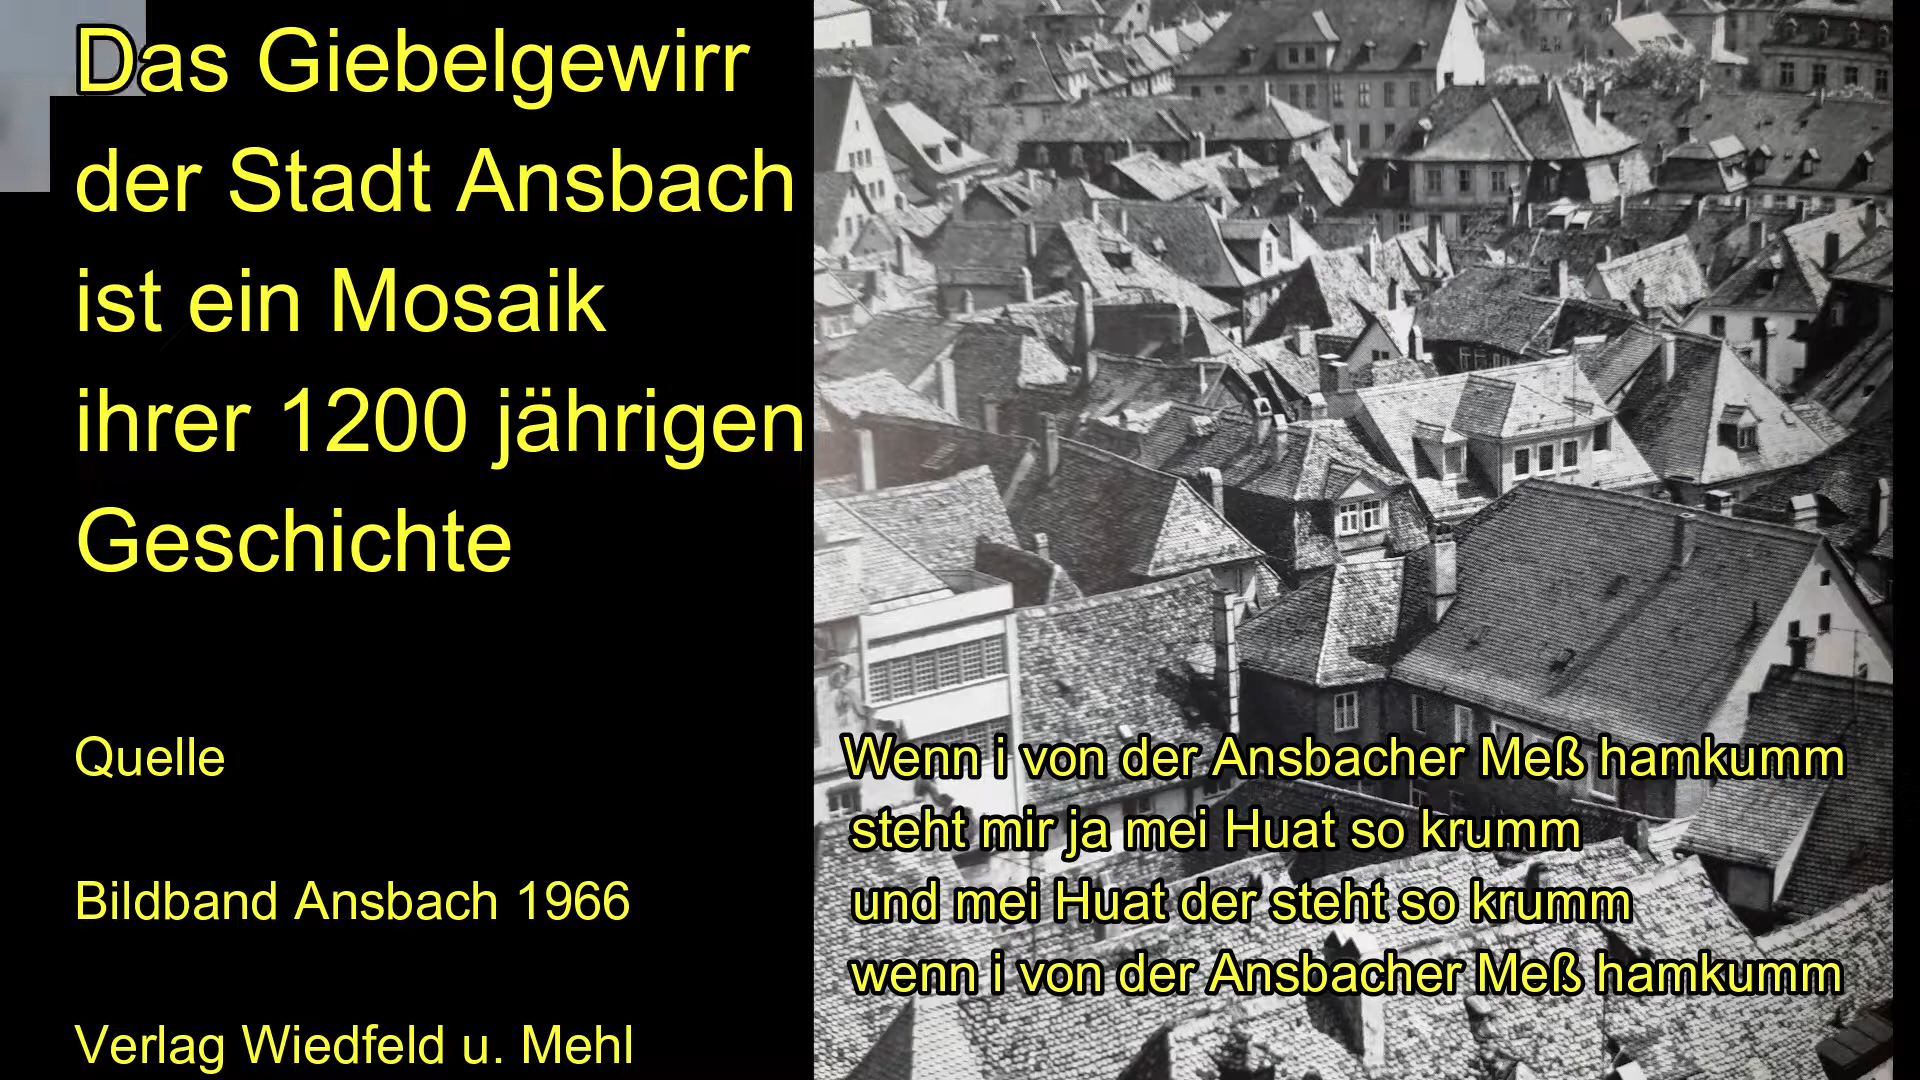 Das Giebelgewirr
der Stadt Ansbach
ist ein Mosaik
ihrer 1200 jährigen
Geschichte
Quelle
Bildband Ansbach 1966
Verlag Wiedfeld u. Mehl
Wenn i von der Ansbacher Meß hamkumm
steht mir ja mei Huat so krumm
und mei Huat der steht so krumm
wenn i von der Ansbacher Meß hamkumm